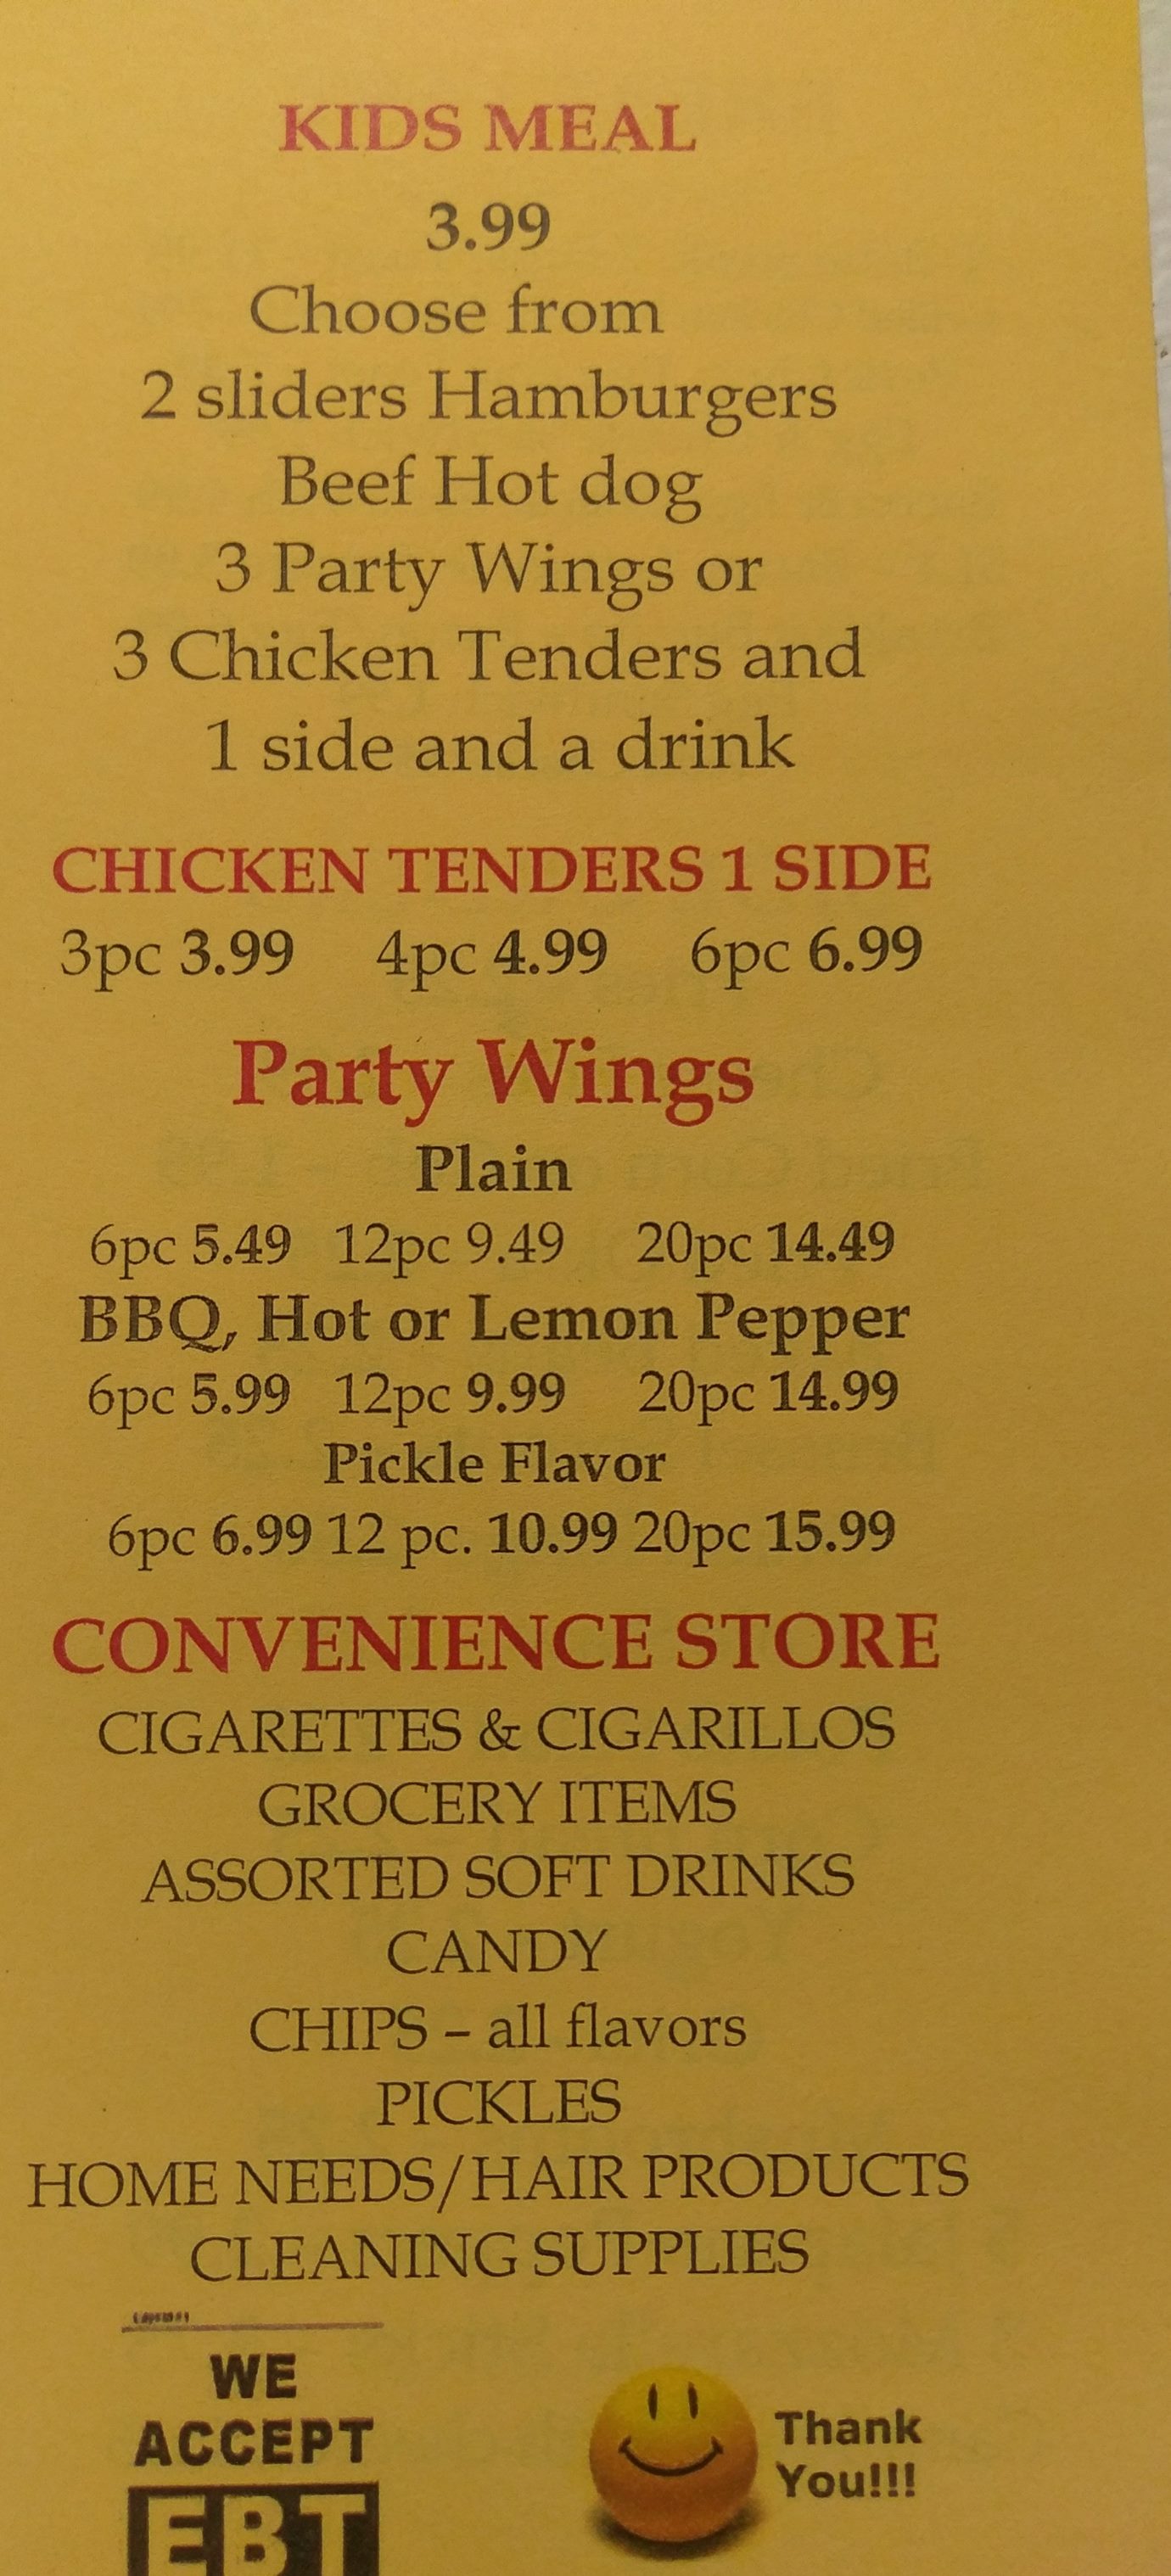 KIDS MEAL
3.99
Choose from
2 sliders Hamburgers
Beef Hot dog
3 Party Wings or
3 Chicken Tenders and
1 side and a drink
CHICKEN TENDERS 1 SIDE
3pc 3.99 4pc 4.99 6pc 6.99
Party Wings
Plain
6pc 5.49 12pc 9.49 20pc 14.49
BBQ, Hot or Lemon Pepper
6pc 5.99 12pc 9.99 20pc 14.99
Pickle Flavor
6pc 6.99 12 pc. 10.99 20pc 15.99
CONVENIENCE STORE
CIGARETTES & CIGARILLOS
GROCERY ITEMS
ASSORTED SOFT DRINKS
CANDY
CHIPS – all flavors
PICKLES
HOME NEEDS/HAIR PRODUCTS
CLEANING SUPPLIES
WE
ACCEPT
EBT
Thank
You!!!